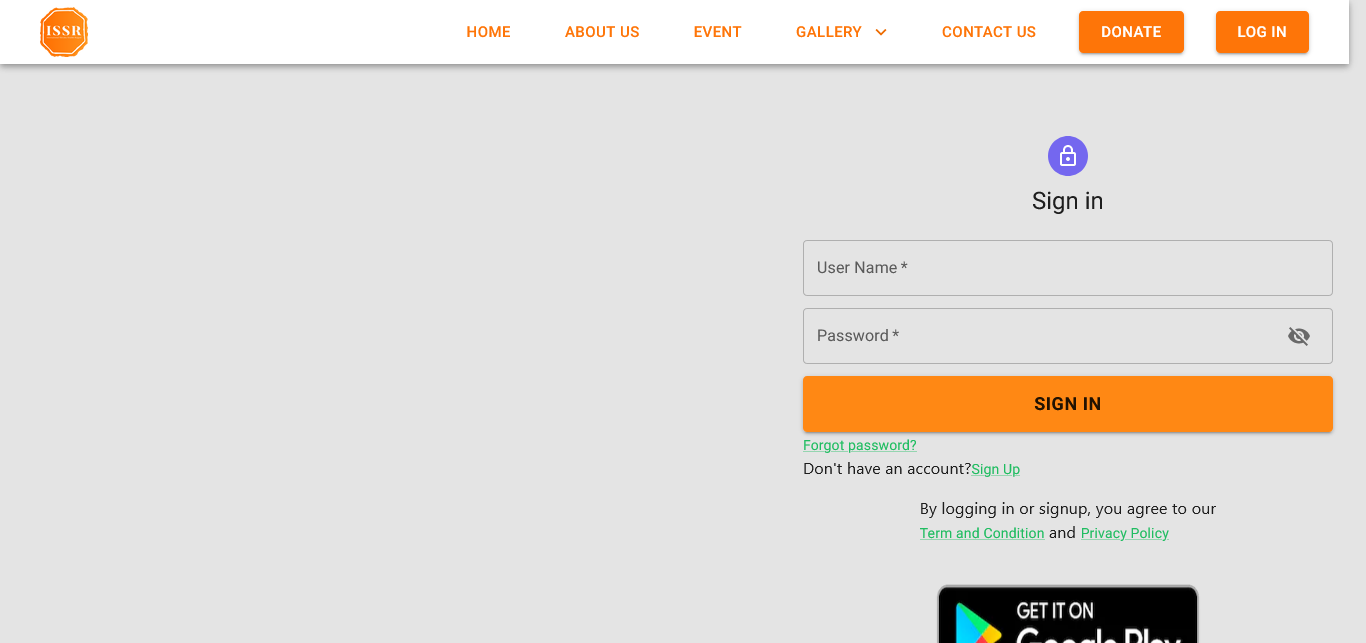 ISSR
HOME ABOUT US EVENT GALLERY CONTACT US DONATE LOG IN
Sign in
User Name *
Password *
SIGN IN
Forgot password?
Don't have an account?Sign Up
By logging in or signup, you agree to our
Term and Condition and Privacy Policy
GET IT ON
Google Play